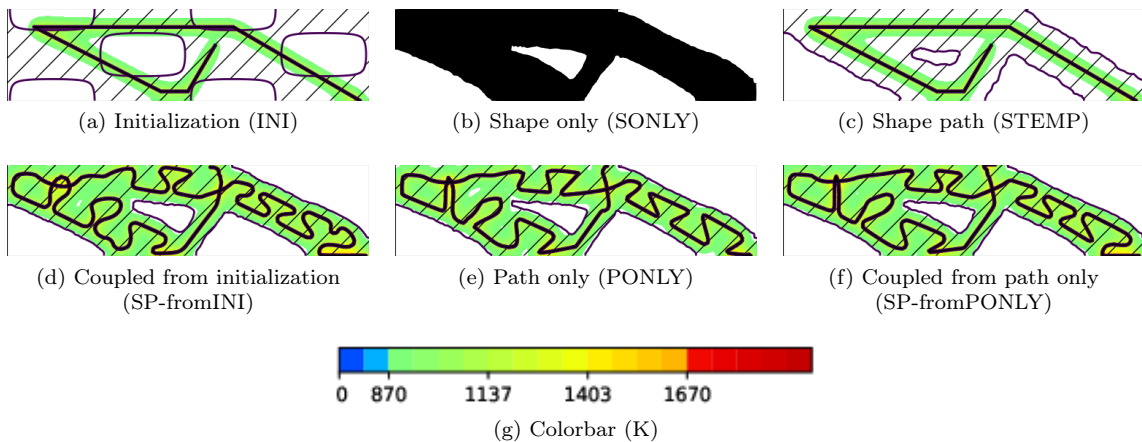 (a) Initialization (INI)
(b) Shape only (SONLY)
(c) Shape path (STEMP)
(d) Coupled from initialization
(SP-fromINI)
(e) Path only (PONLY)
(f) Coupled from path only
(SP-fromPONLY)
0 870 1137 1403 1670
(g) Colorbar (K)